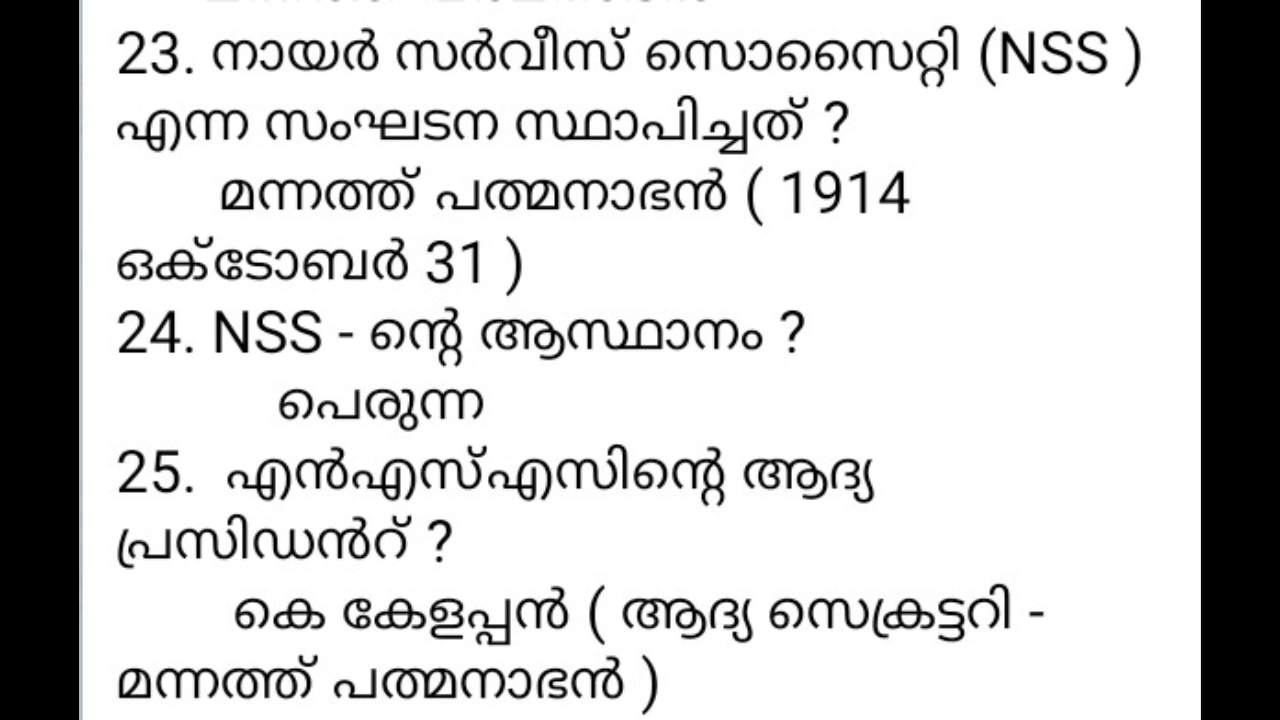 23. നായർ സർവീസ് സൊസൈറ്റി (NSS )
എന്ന സംഘടന സ്ഥാപിച്ചത് ?
മന്നത്ത് പത്മനാഭൻ ( 1914
ഒക്ടോബർ 31 )
24. NSS - ന്റെ ആസ്ഥാനം ?
പെരുന്ന
25. എൻഎസ്എസിന്റെ ആദ്യ
പ്രസിഡൻറ് ?
കെ കേളപ്പൻ ( ആദ്യ സെക്രട്ടറി -
മന്നത്ത് പത്മനാഭൻ )